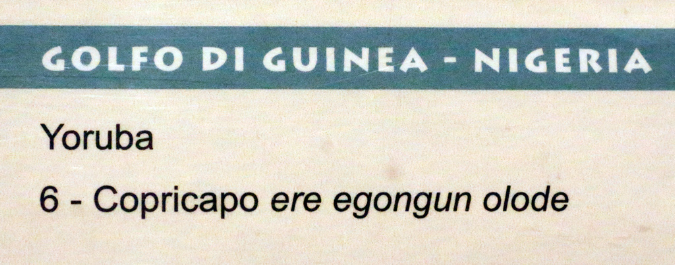 GOLFO DI GUINEA - NIGERIA
Yoruba
6 - Copricapo ere egongun olode